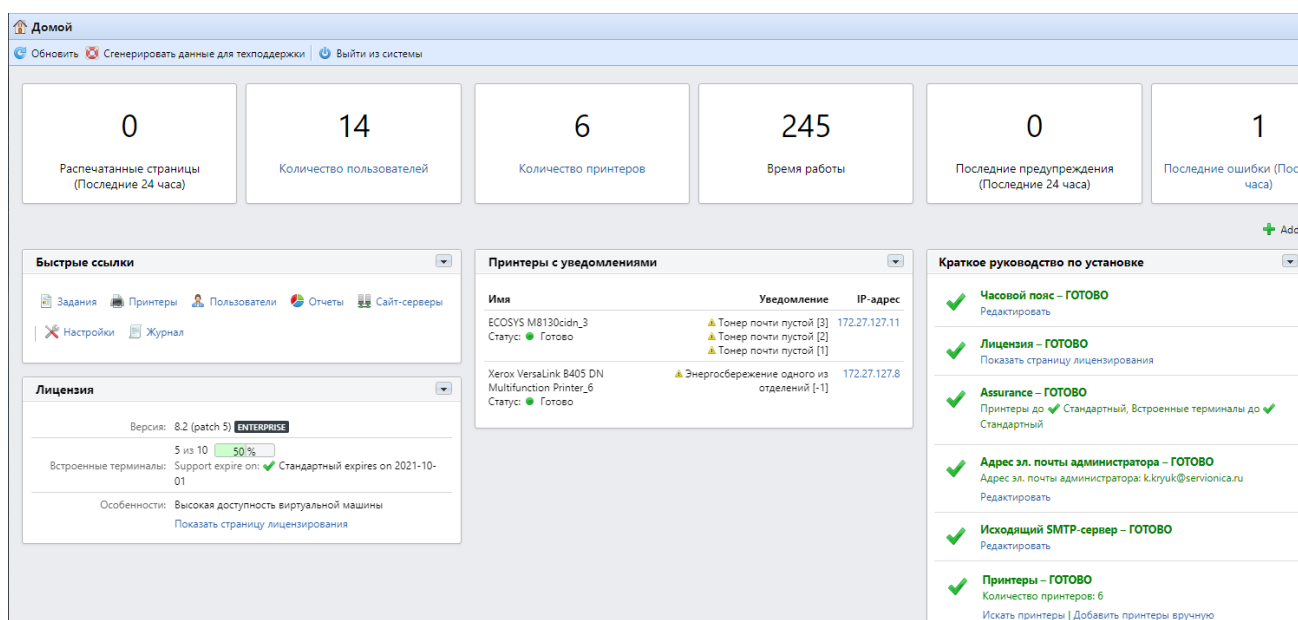 Домой
Обновить Сгенерировать данные для техподдержки Выйти из системы
0
Распечатанные страницы
(Последние 24 часа)
14
Количество пользователей
6
Количество принтеров
245
Время работы
0
Последние предупреждения
(Последние 24 часа)
1
Последние ошибки (Пос
часа)
Add
Быстрые ссылки
Задания Принтеры Пользователи Отчеты Сайт-серверы
Настройки Журнал
Лицензия
Версия: 8.2 (patch 5) ENTERPRISE
5 из 10 50 %
Встроенные терминалы: Support expire on: Стандартный expires on 2021-10-
01
Особенности: Высокая доступность виртуальной машины
Показать страницу лицензирования
Принтеры с уведомлениями
Имя Уведомление IP-адрес
ECOSYS M8130cidn_3 Тонер почти пустой [3] 172.27.127.11
Статус: Готово Тонер почти пустой [2]
Тонер почти пустой [1]
Xerox VersaLink B405 DN Энергосбережение одного из 172.27.127.8
Multifunction Printer_6 отделений [-1]
Статус: Готово
Краткое руководство по установке
Часовой пояс – ГОТОВО
Редактировать
Лицензия – ГОТОВО
Показать страницу лицензирования
Assurance – ГОТОВО
Принтеры до Стандартный, Встроенные терминалы до
Стандартный
Адрес эл. почты администратора – ГОТОВО
Адрес эл. почты администратора: k.kryuk@servionica.ru
Редактировать
Исходящий SMTP-сервер – ГОТОВО
Редактировать
Принтеры – ГОТОВО
Количество принтеров: 6
Искать принтеры | Добавить принтеры вручную